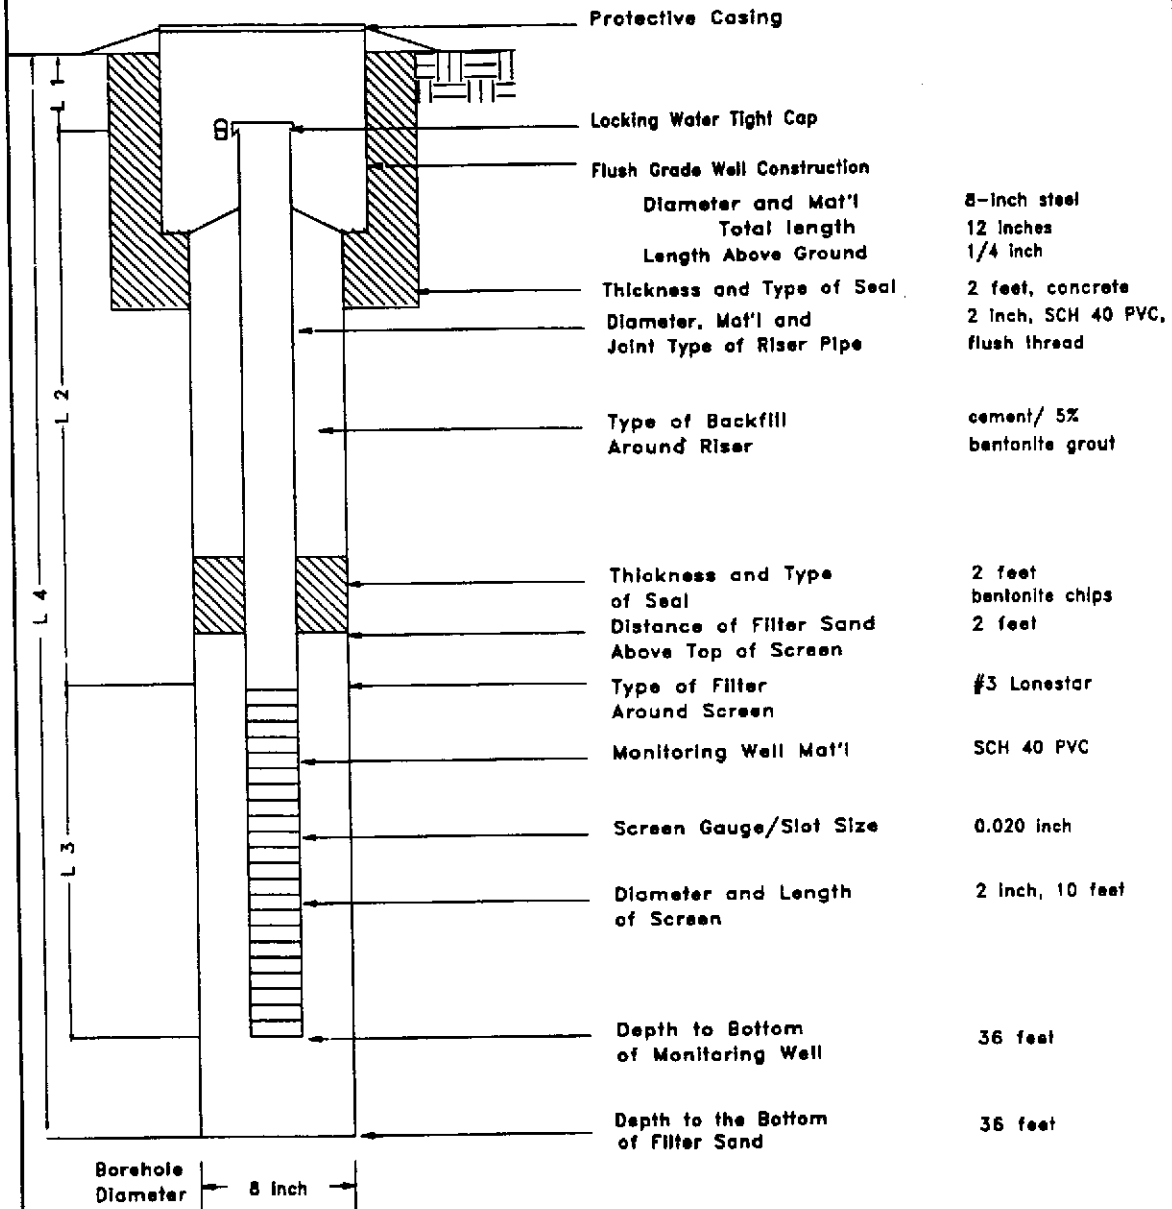 Protective Casing
L 1
Locking Water Tight Cap
Flush Grade Well Construction
Diameter and Mat'l 8-inch steel
Total length 12 inches
Length Above Ground 1/4 inch
Thickness and Type of Seal 2 feet, concrete
Diameter, Mat'l and 2 inch, SCH 40 PVC,
Joint Type of Riser Pipe flush thread
L 2
Type of Backfill cement/ 5%
Around Riser bentonite grout
L 4
Thickness and Type 2 feet
of Seal bentonite chips
Distance of Filter Sand 2 feet
Above Top of Screen
Type of Filter #3 Lonestar
Around Screen
Monitoring Well Mat'l SCH 40 PVC
Screen Gauge/Slot Size 0.020 inch
L 3
Diameter and Length 2 inch, 10 feet
of Screen
Depth to Bottom 36 feet
of Monitoring Well
Depth to the Bottom 36 feet
of Filter Sand
Borehole
Diameter 8 inch